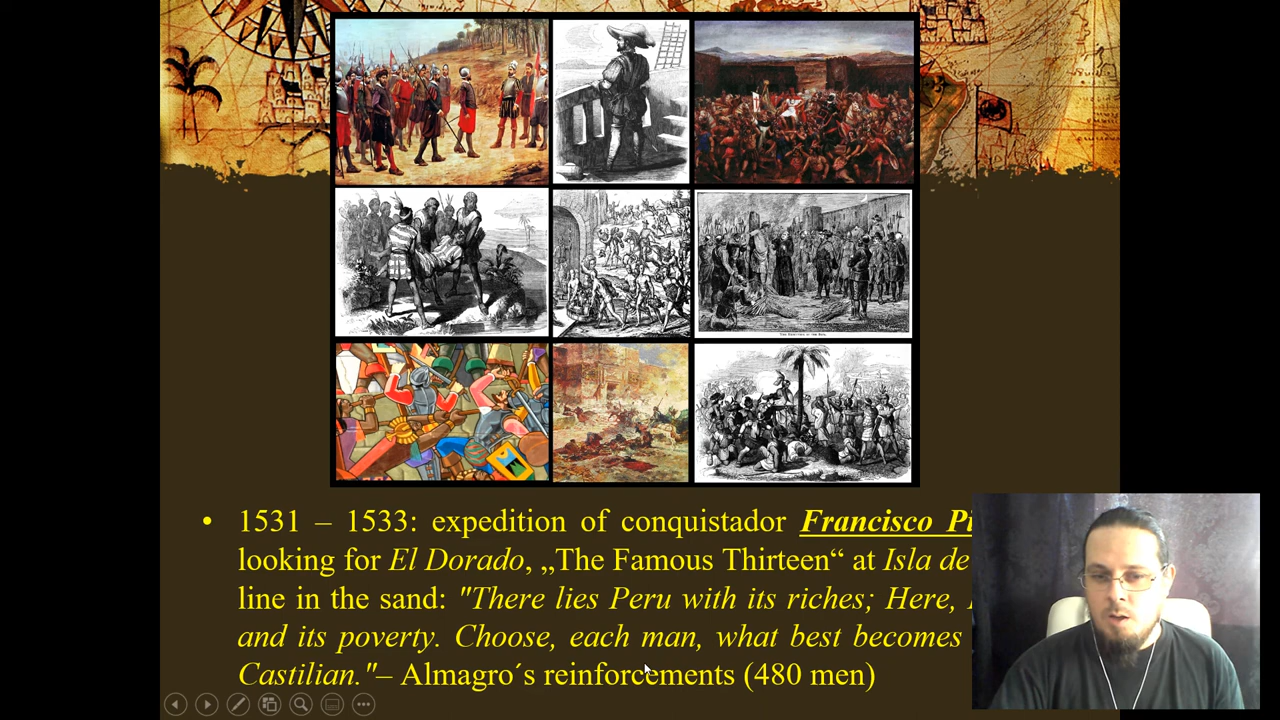 • 1531 – 1533: expedition of conquistador Francisco Pi
looking for El Dorado, „The Famous Thirteen“ at Isla de
line in the sand: "There lies Peru with its riches; Here,
and its poverty. Choose, each man, what best becomes
Castilian."– Almagro´s reinforcements (480 men)